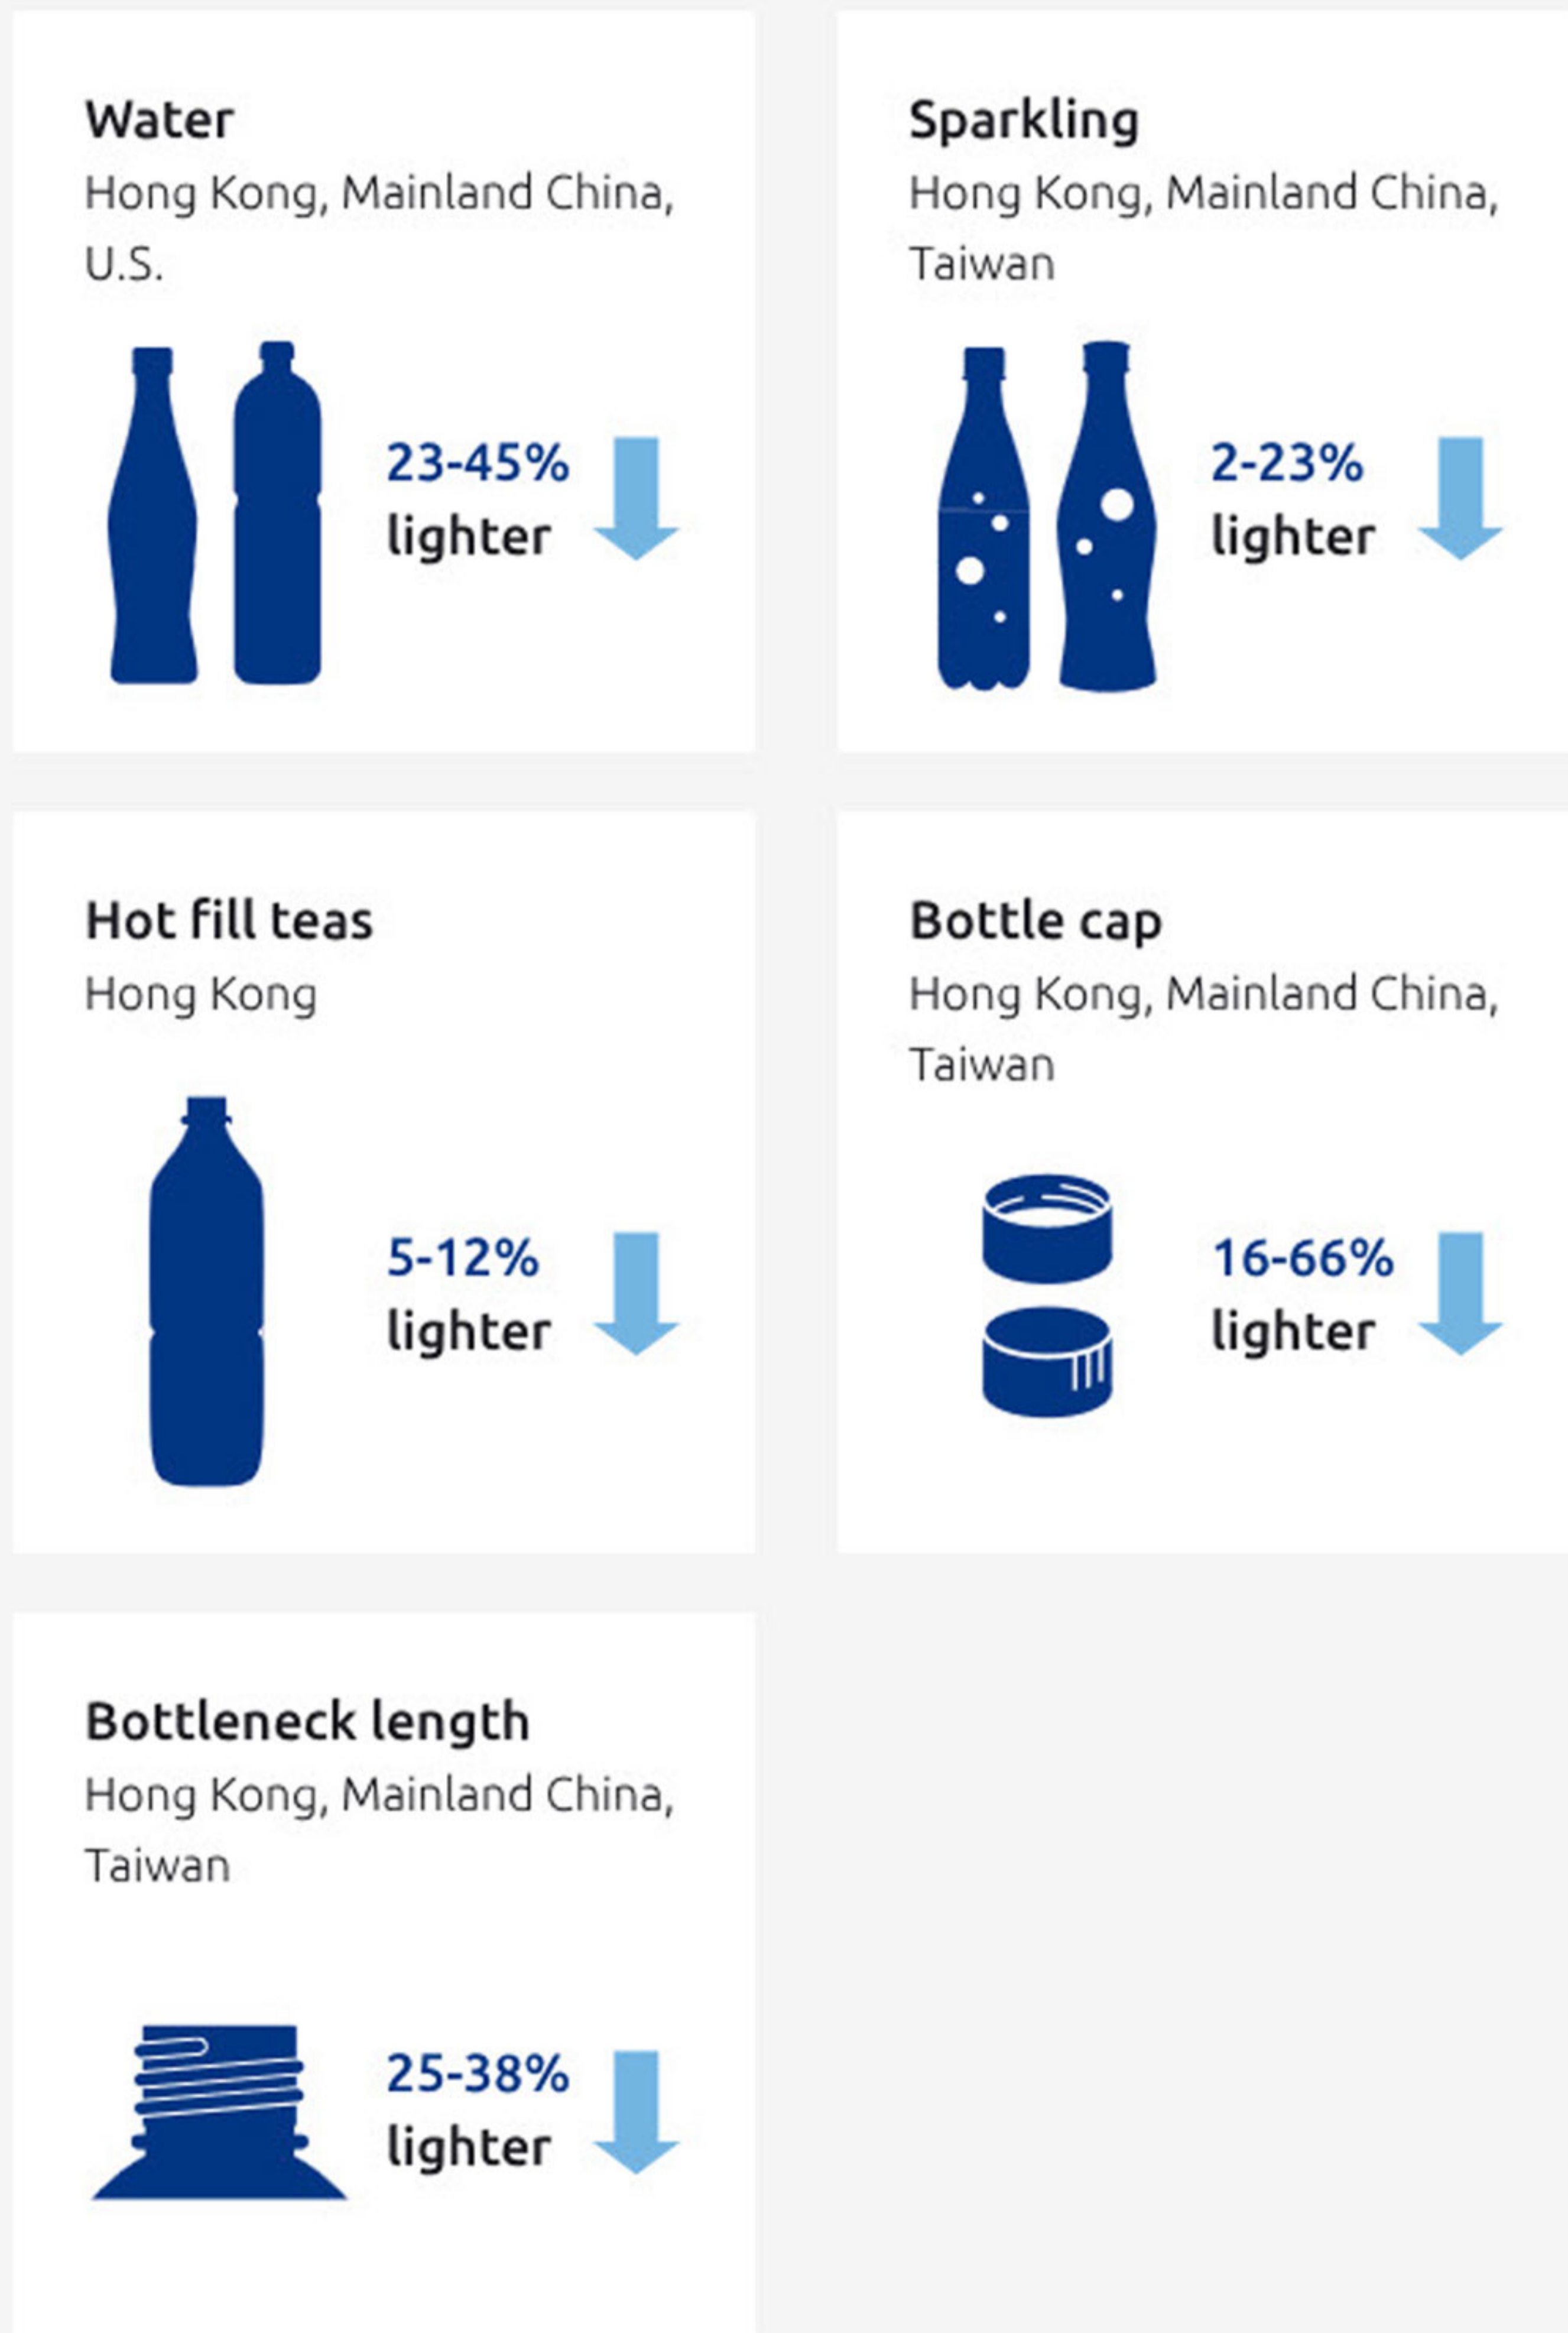 Water
Hong Kong, Mainland China,
U.S.
23-45%
lighter
Sparkling
Hong Kong, Mainland China,
Taiwan
2-23%
lighter
Hot fill teas
Hong Kong
5-12%
lighter
Bottle cap
Hong Kong, Mainland China,
Taiwan
16-66%
lighter
Bottleneck length
Hong Kong, Mainland China,
Taiwan
25-38%
lighter